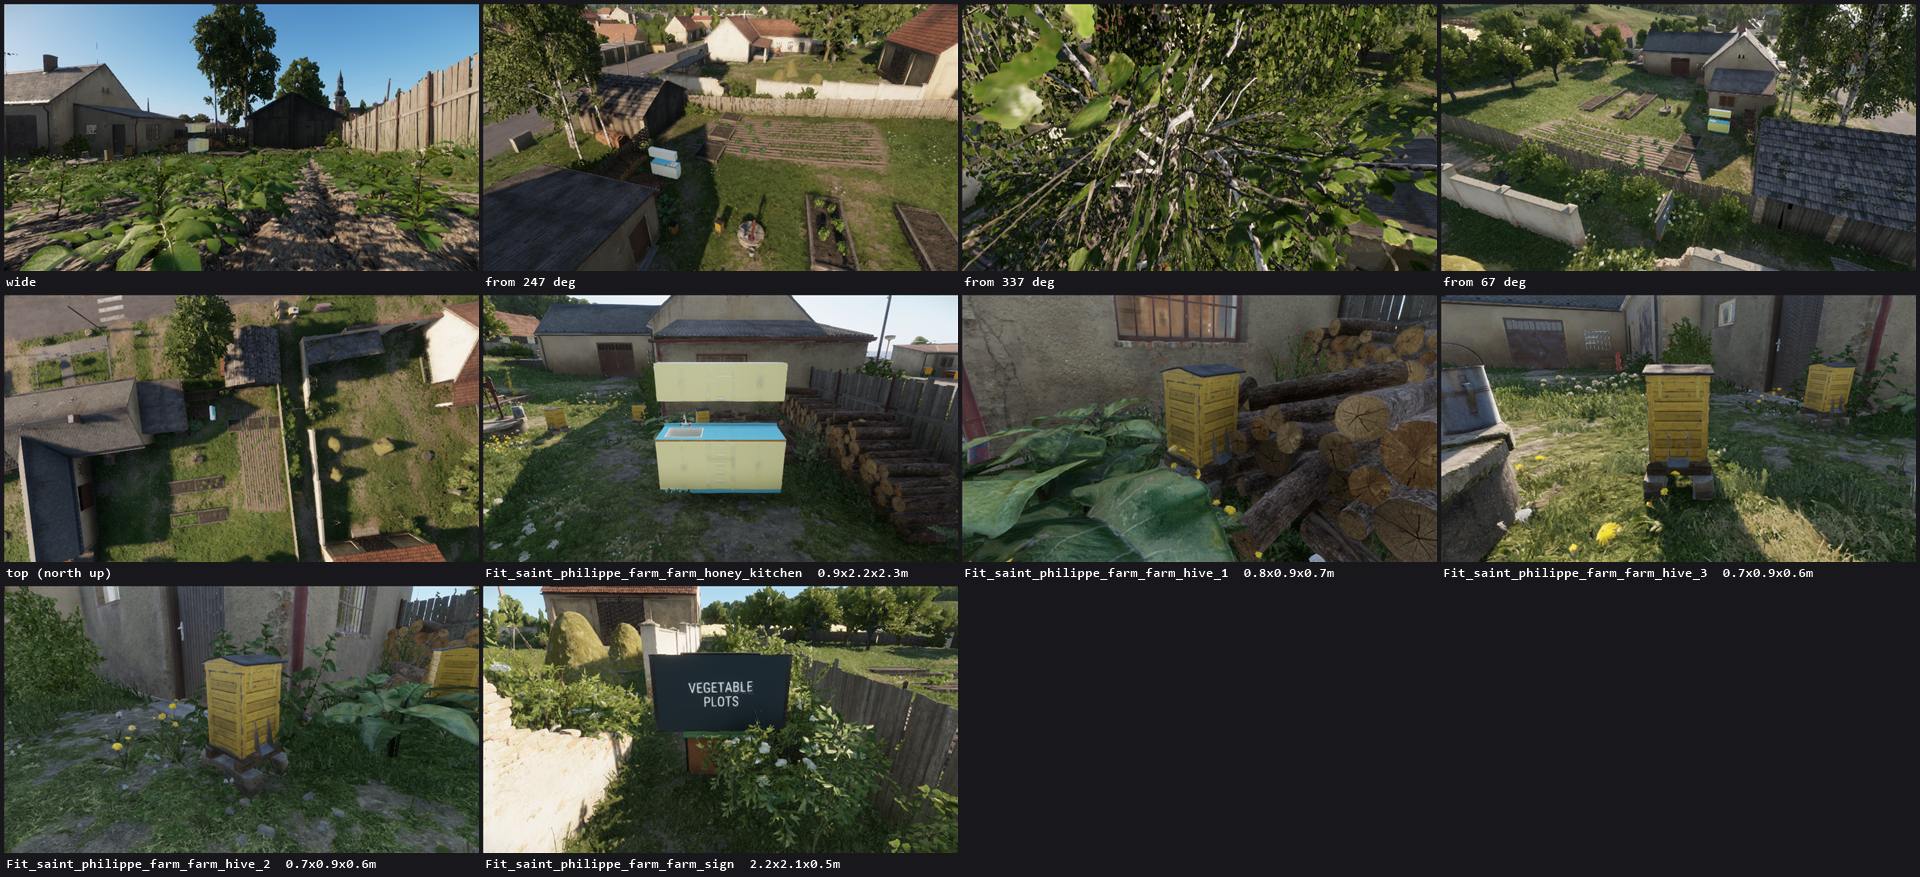 wide
from 247 deg
from 337 deg
from 67 deg
top (north up)
Fit_saint_philippe_farm_farm_honey_kitchen 0.9x2.2x2.3m
Fit_saint_philippe_farm_farm_hive_1 0.8x0.9x0.7m
Fit_saint_philippe_farm_farm_hive_3 0.7x0.9x0.6m
VEGETABLE
PLOTS
Fit_saint_philippe_farm_farm_hive_2 0.7x0.9x0.6m
Fit_saint_philippe_farm_farm_sign 2.2x2.1x0.5m